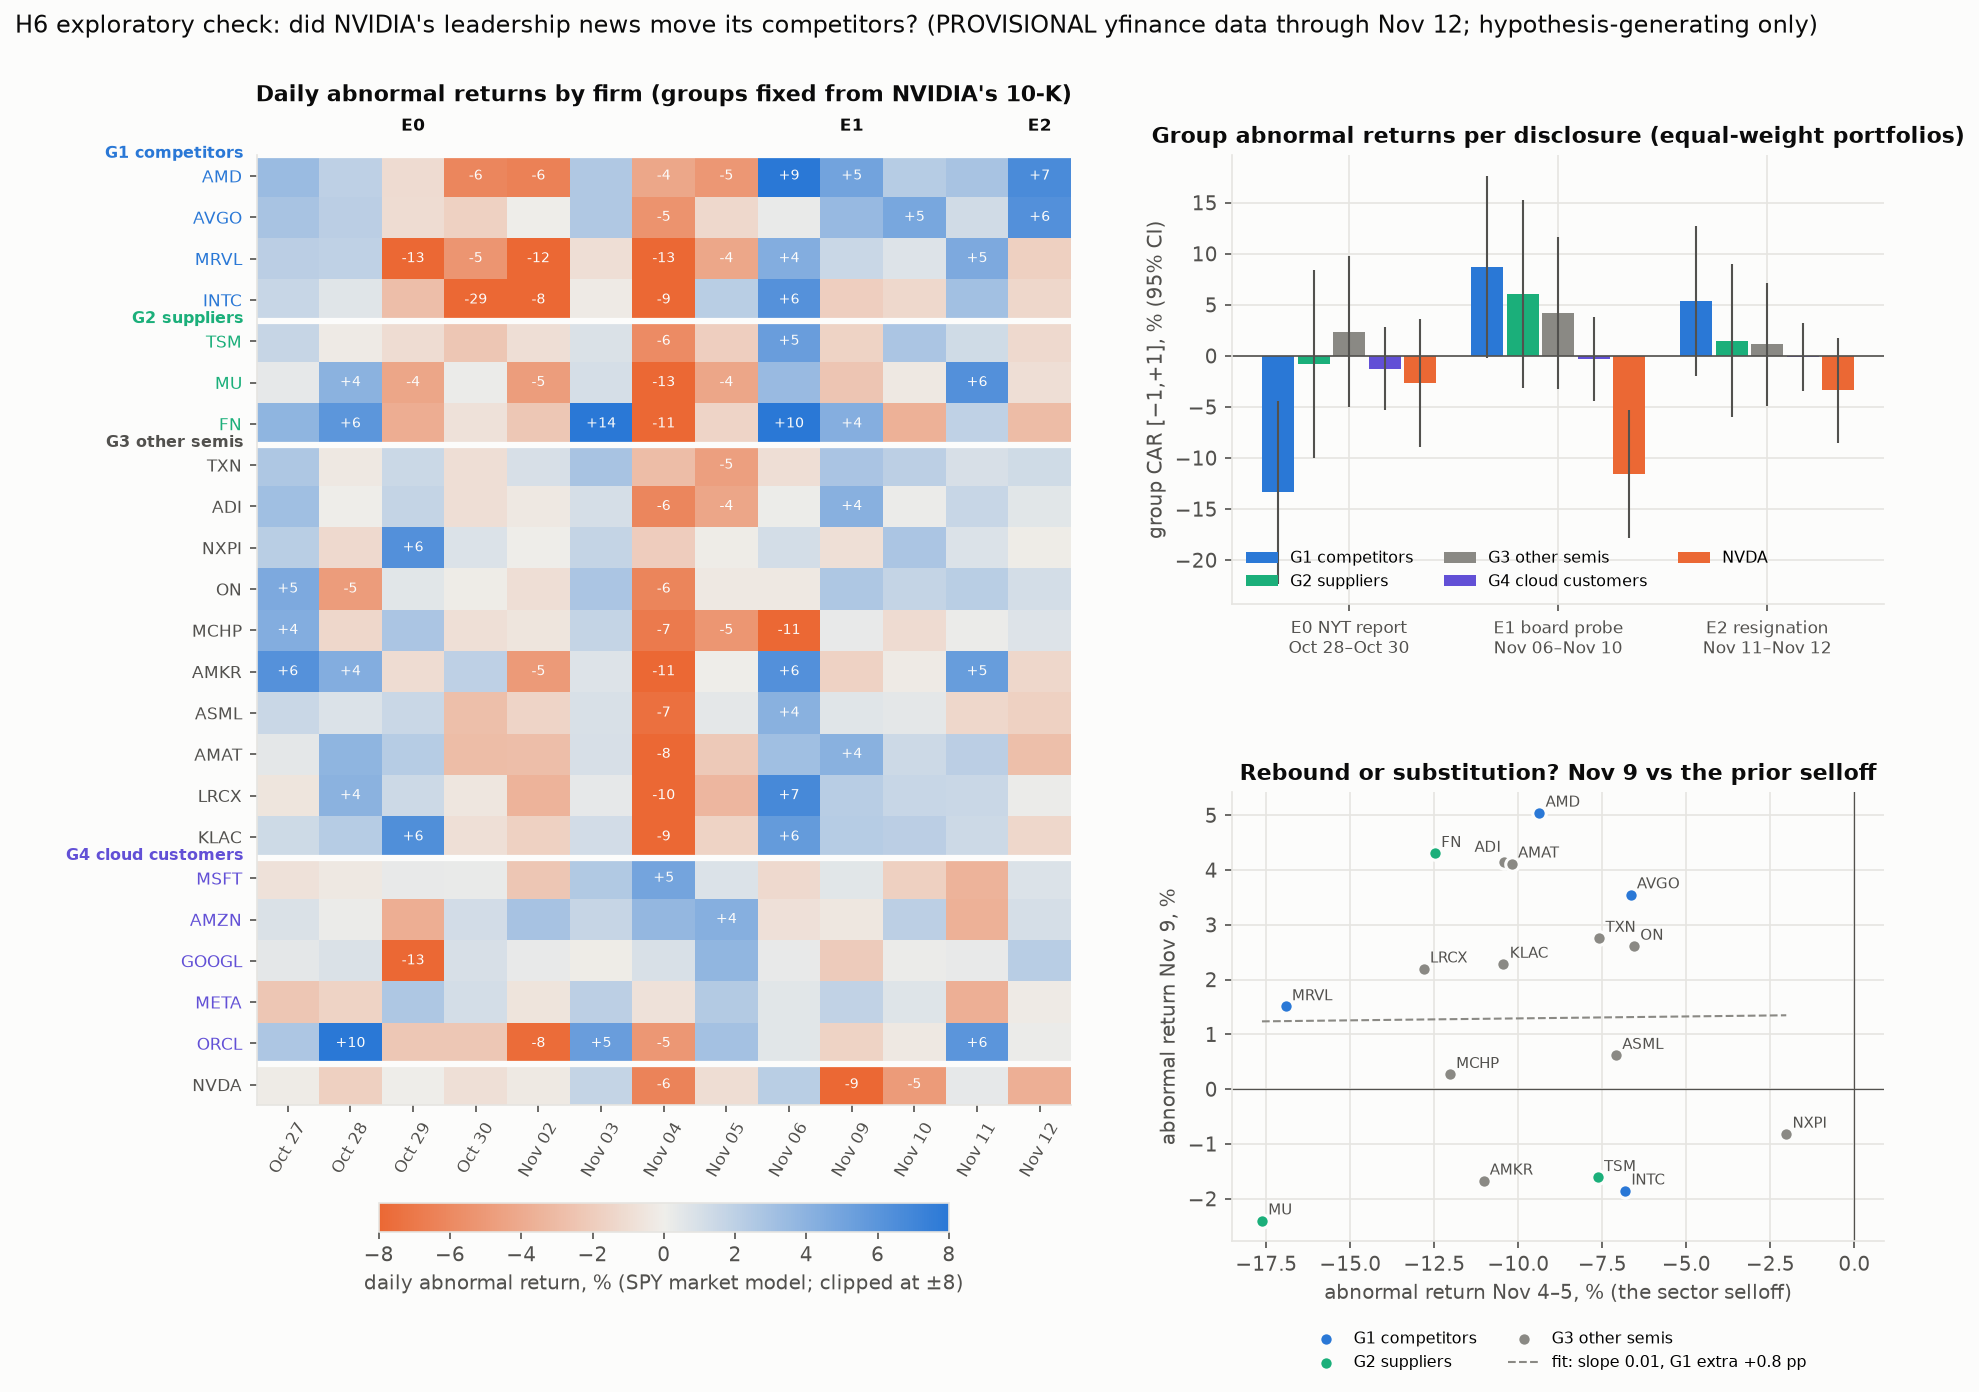 H6 exploratory check: did NVIDIA's leadership news move its competitors? (PROVISIONAL yfinance data through Nov 12; hypothesis-generating only)
Daily abnormal returns by firm (groups fixed from NVIDIA's 10-K)
E0 E1 E2
G1 competitors
AMD -6 -6 -4 -5 +9 +5 +7
AVGO -5 +5 +6
MRVL -13 -5 -12 -13 -4 +4 +5
INTC -29 -8 -9 +6
G2 suppliers
TSM -6 +5
MU +4 -4 -5 -13 -4 +6
FN +6 +14 -11 +10 +4
G3 other semis
TXN -5
ADI -6 -4 +4
NXPI +6
ON +5 -5 -6
MCHP +4 -7 -5 -11
AMKR +6 +4 -5 -11 +6 +5
ASML -7 +4
AMAT -8 +4
LRCX +4 -10 +7
KLAC +6 -9 +6
G4 cloud customers
MSFT +5
AMZN +4
GOOGL -13
META
ORCL +10 -8 +5 -5 +6
NVDA -6 -9 -5
Oct 27 Oct 28 Oct 29 Oct 30 Nov 02 Nov 03 Nov 04 Nov 05 Nov 06 Nov 09 Nov 10 Nov 11 Nov 12
−8 −6 −4 −2 0 2 4 6 8
daily abnormal return, % (SPY market model; clipped at ±8)
Group abnormal returns per disclosure (equal-weight portfolios)
group CAR [−1,+1], % (95% CI)
15
10
5
0
−5
−10
−15
−20
G1 competitors G3 other semis NVDA
G2 suppliers G4 cloud customers
E0 NYT report E1 board probe E2 resignation
Oct 28–Oct 30 Nov 06–Nov 10 Nov 11–Nov 12
Rebound or substitution? Nov 9 vs the prior selloff
abnormal return Nov 9, %
5
4
3
2
1
0
−1
−2
AMD
FN ADI AMAT
AVGO
TXN ON
LRCX KLAC
MRVL
ASML
MCHP
NXPI
AMKR TSM
INTC
MU
−17.5 −15.0 −12.5 −10.0 −7.5 −5.0 −2.5 0.0
abnormal return Nov 4–5, % (the sector selloff)
G1 competitors G3 other semis
G2 suppliers fit: slope 0.01, G1 extra +0.8 pp